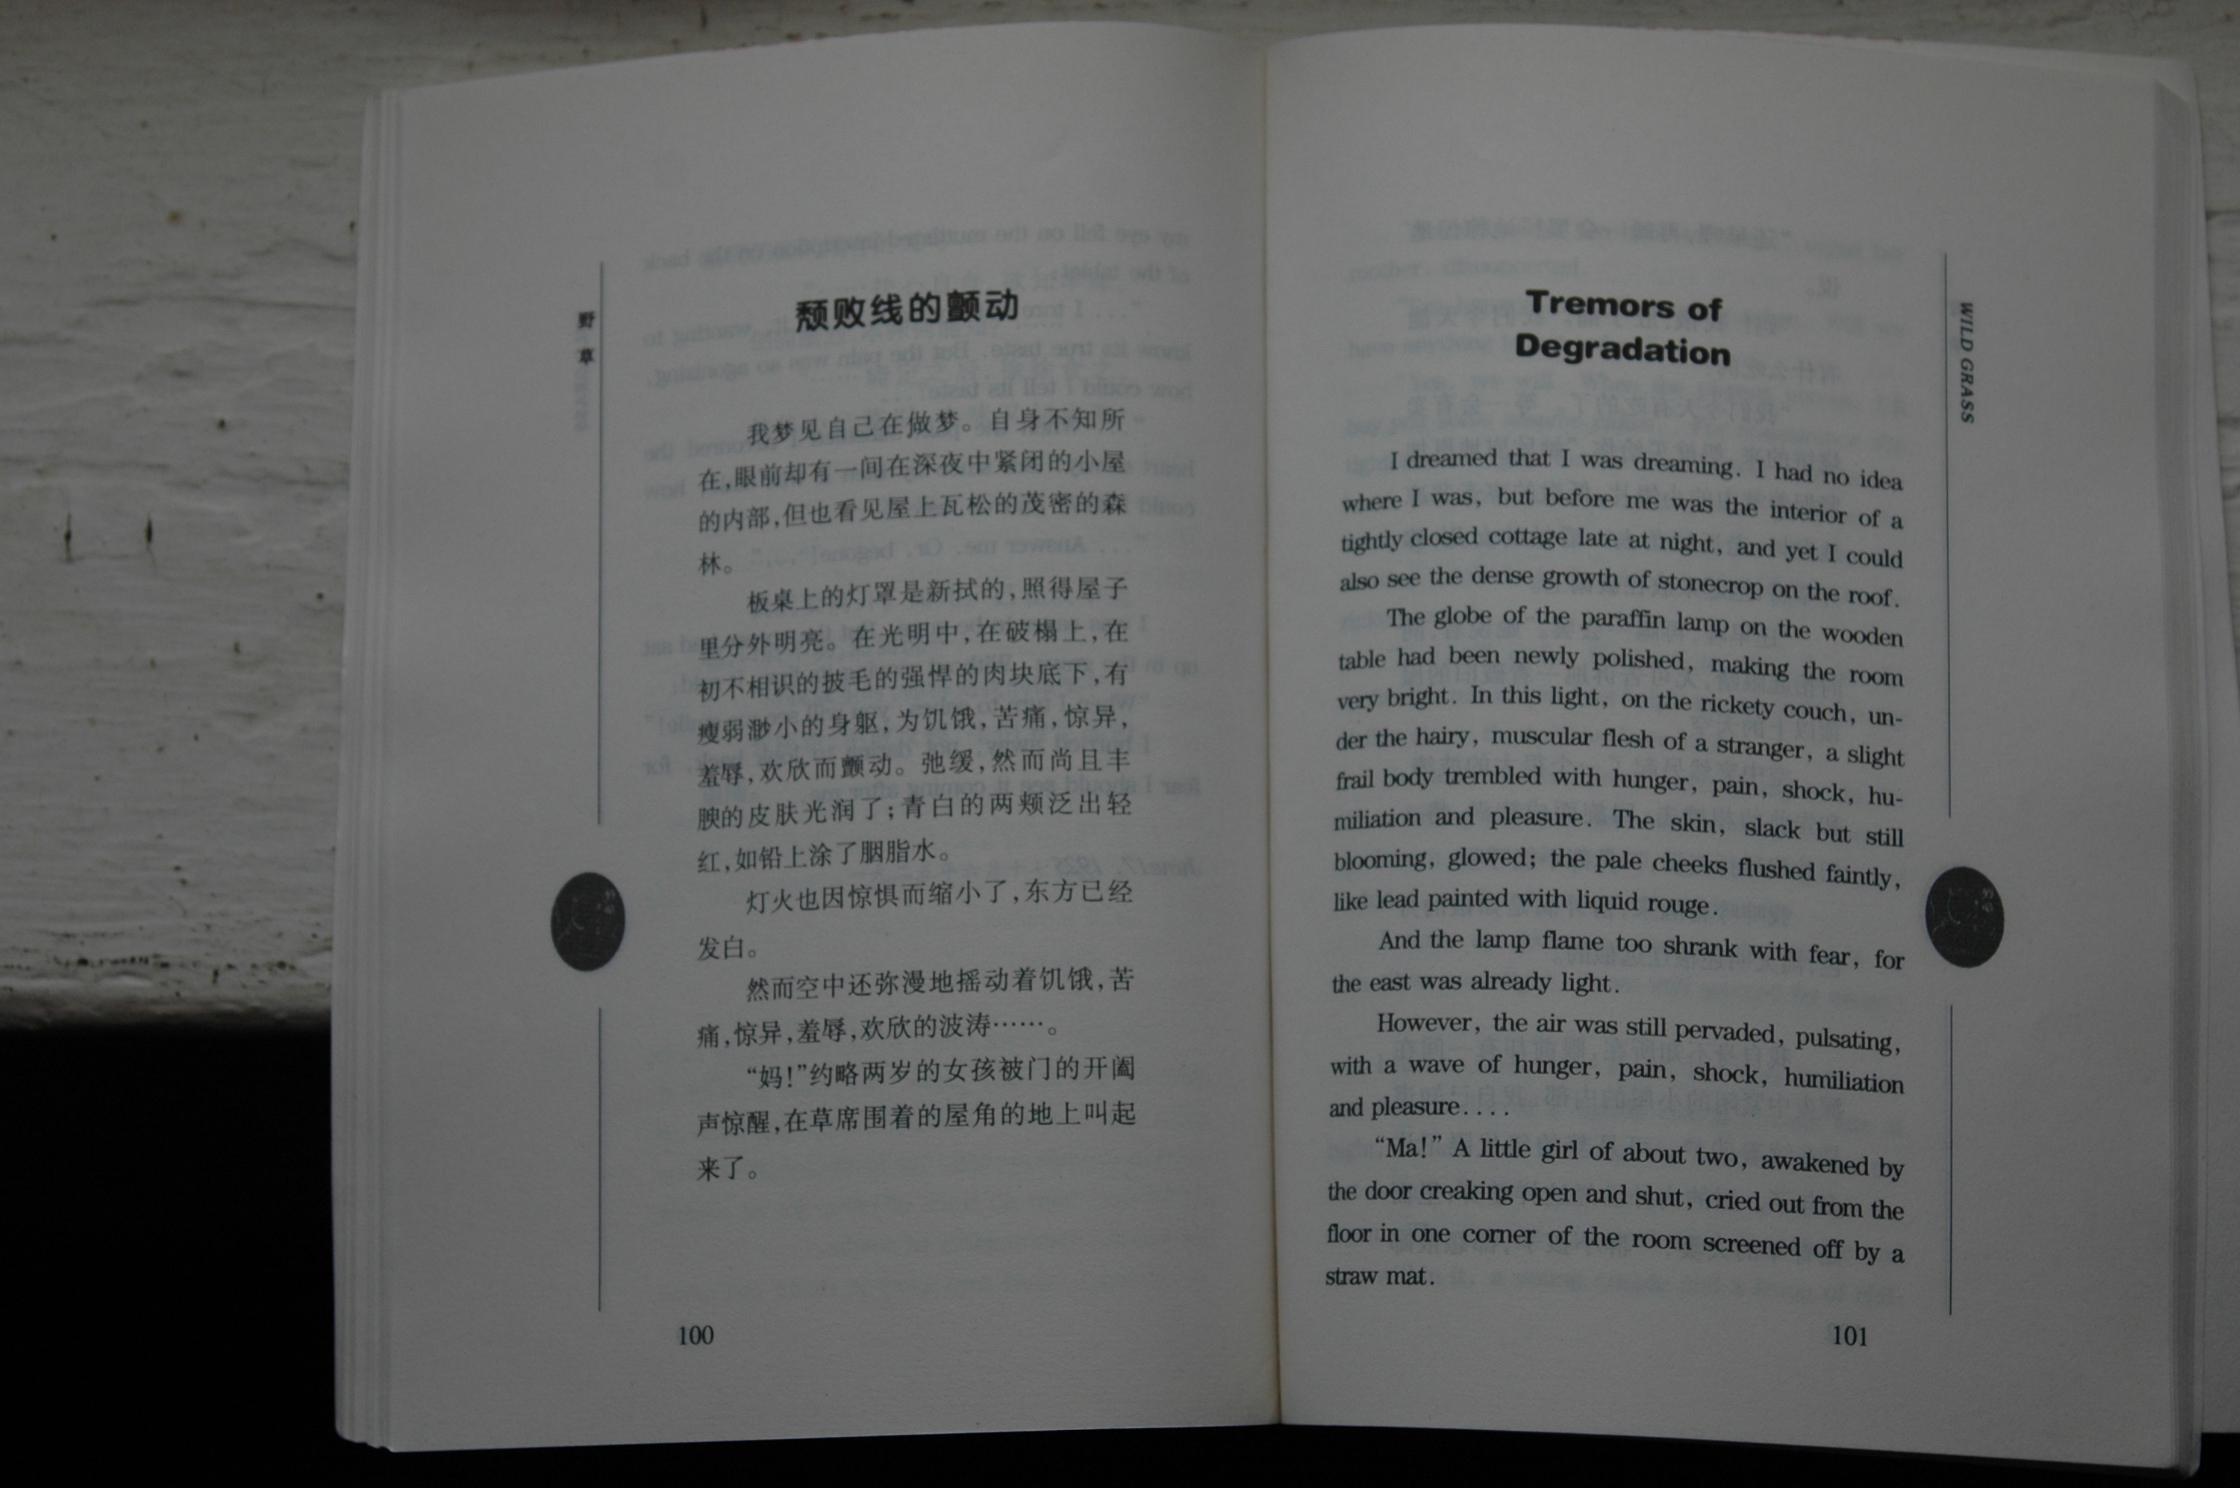 野草
颓败线的颤动
我梦见自己在做梦。自身不知所
在,眼前却有一间在深夜中紧闭的小屋
的内部,但也看见屋上瓦松的茂密的森
林。
板桌上的灯罩是新拭的,照得屋子
里分外明亮。在光明中,在破榻上,在
初不相识的披毛的强悍的肉块底下,有
瘦弱渺小的身躯,为饥饿,苦痛,惊异,
羞辱,欢欣而颤动。弛缓,然而尚且丰
腴的皮肤光润了;青白的两颊泛出轻
红,如铅上涂了胭脂水。
灯火也因惊惧而缩小了,东方已经
发白。
然而空中还弥漫地摇动着饥饿,苦
痛,惊异,羞辱,欢欣的波涛……。
“妈!”约略两岁的女孩被门的开阖
声惊醒,在草席围着的屋角的地上叫起
来了。
100
WILD GRASS
Tremors of
Degradation
I dreamed that I was dreaming. I had no idea
where I was, but before me was the interior of a
tightly closed cottage late at night, and yet I could
also see the dense growth of stonecrop on the roof.
The globe of the paraffin lamp on the wooden
table had been newly polished, making the room
very bright. In this light, on the rickety couch, un-
der the hairy, muscular flesh of a stranger, a slight
frail body trembled with hunger, pain, shock, hu-
miliation and pleasure. The skin, slack but still
blooming, glowed; the pale cheeks flushed faintly,
like lead painted with liquid rouge.
And the lamp flame too shrank with fear, for
the east was already light.
However, the air was still pervaded, pulsating,
with a wave of hunger, pain, shock, humiliation
and pleasure....
“Ma!” A little girl of about two, awakened by
the door creaking open and shut, cried out from the
floor in one corner of the room screened off by a
straw mat.
101